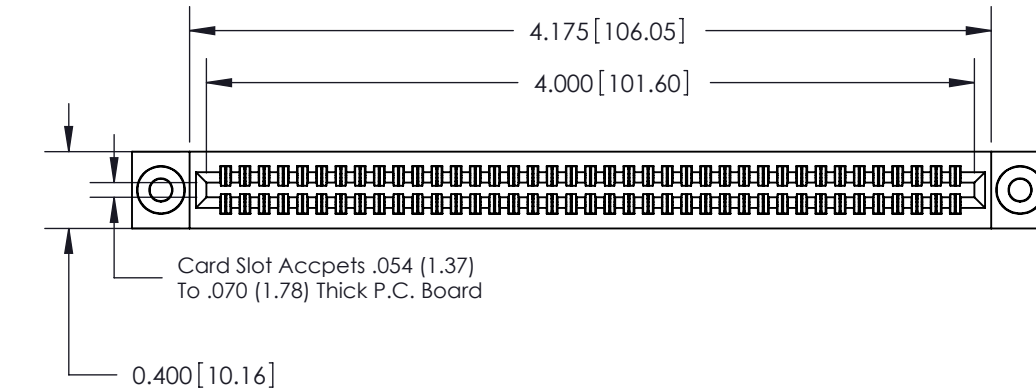 4.175[106.05]
4.000[101.60]
Card Slot Accpets .054 (1.37)
To .070 (1.78) Thick P.C. Board
0.400[10.16]